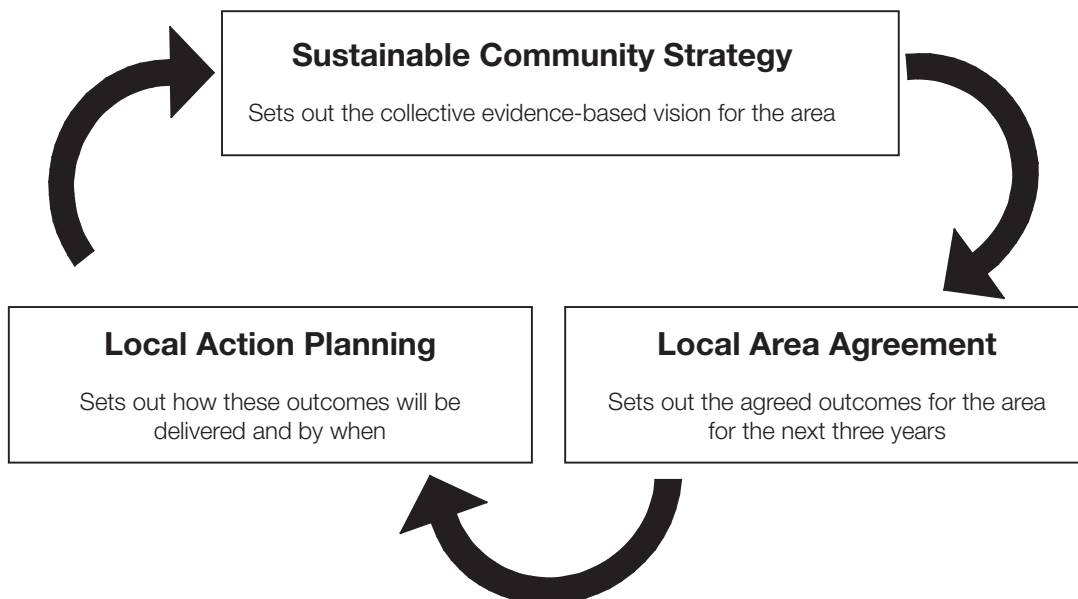 Sustainable Community Strategy
Sets out the collective evidence-based vision for the area
Local Action Planning
Sets out how these outcomes will be
delivered and by when
Local Area Agreement
Sets out the agreed outcomes for the area
for the next three years